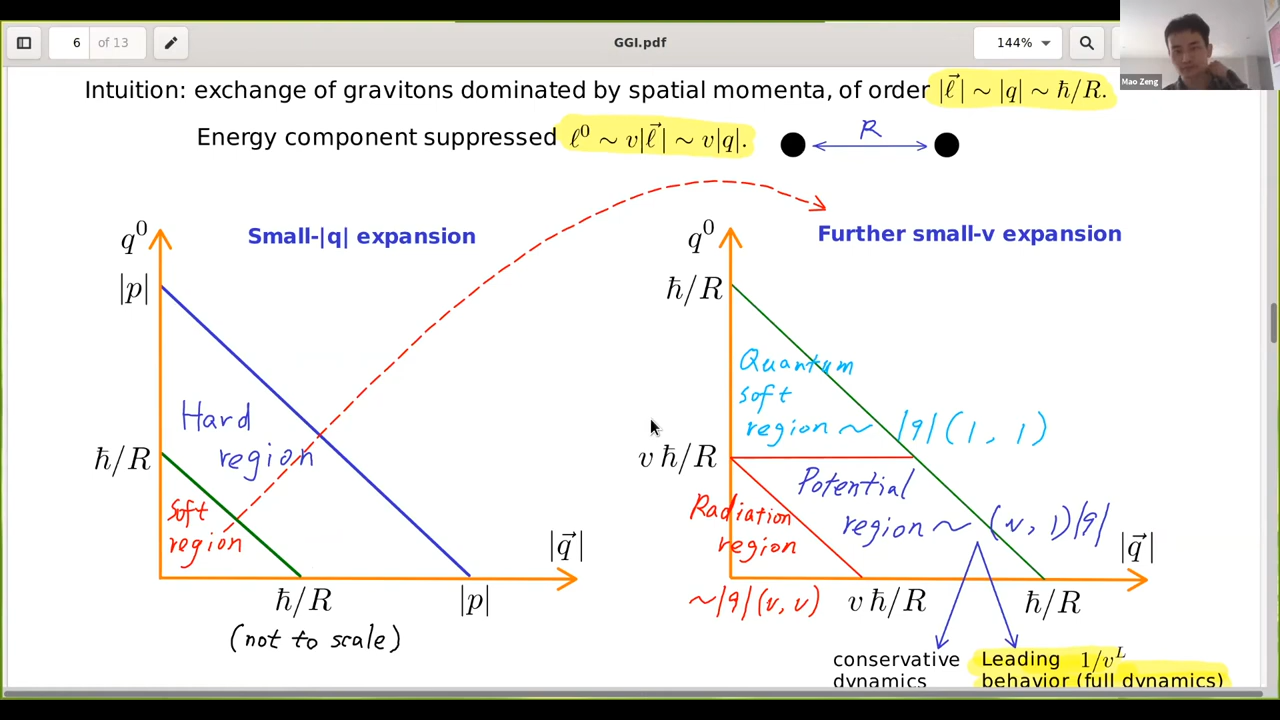 6 of 13
GGI.pdf
144%
Mao Zeng
Intuition: exchange of gravitons dominated by spatial momenta, of order |ℓ⃗| ∼ |q| ∼ ħ/R.
Energy component suppressed ℓ⁰ ∼ v|ℓ⃗| ∼ v|q|.
R
Small-|q| expansion
q⁰
|p|
Hard
region
ħ/R
Soft
region
|q⃗|
ħ/R
|p|
(not to scale)
Further small-v expansion
q⁰
ħ/R
Quantum
soft
region ∼ |q|(1, 1)
v ħ/R
Potential
region ∼ (v, 1)|q|
Radiation
region
|q⃗|
∼|q|(v, v)
v ħ/R
ħ/R
conservative
dynamics
Leading 1/v^L
behavior (full dynamics)